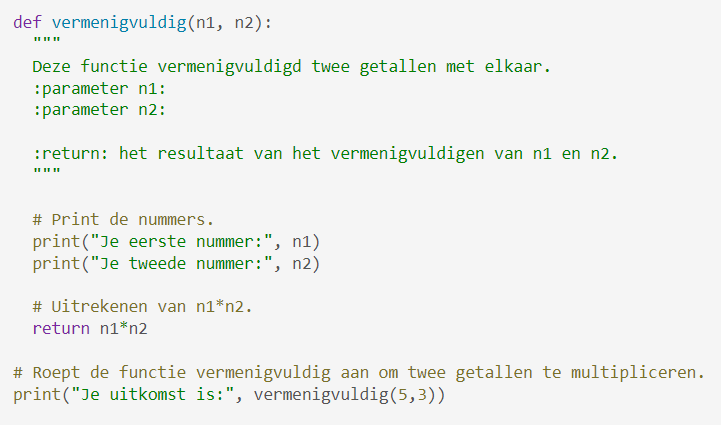 def vermenigvuldig(n1, n2):
  """
  Deze functie vermenigvuldigd twee getallen met elkaar.
  :parameter n1:
  :parameter n2:

  :return: het resultaat van het vermenigvuldigen van n1 en n2.
  """

  # Print de nummers.
  print("Je eerste nummer:", n1)
  print("Je tweede nummer:", n2)

  # Uitrekenen van n1*n2.
  return n1*n2

# Roept de functie vermenigvuldig aan om twee getallen te multipliceren.
print("Je uitkomst is:", vermenigvuldig(5,3))